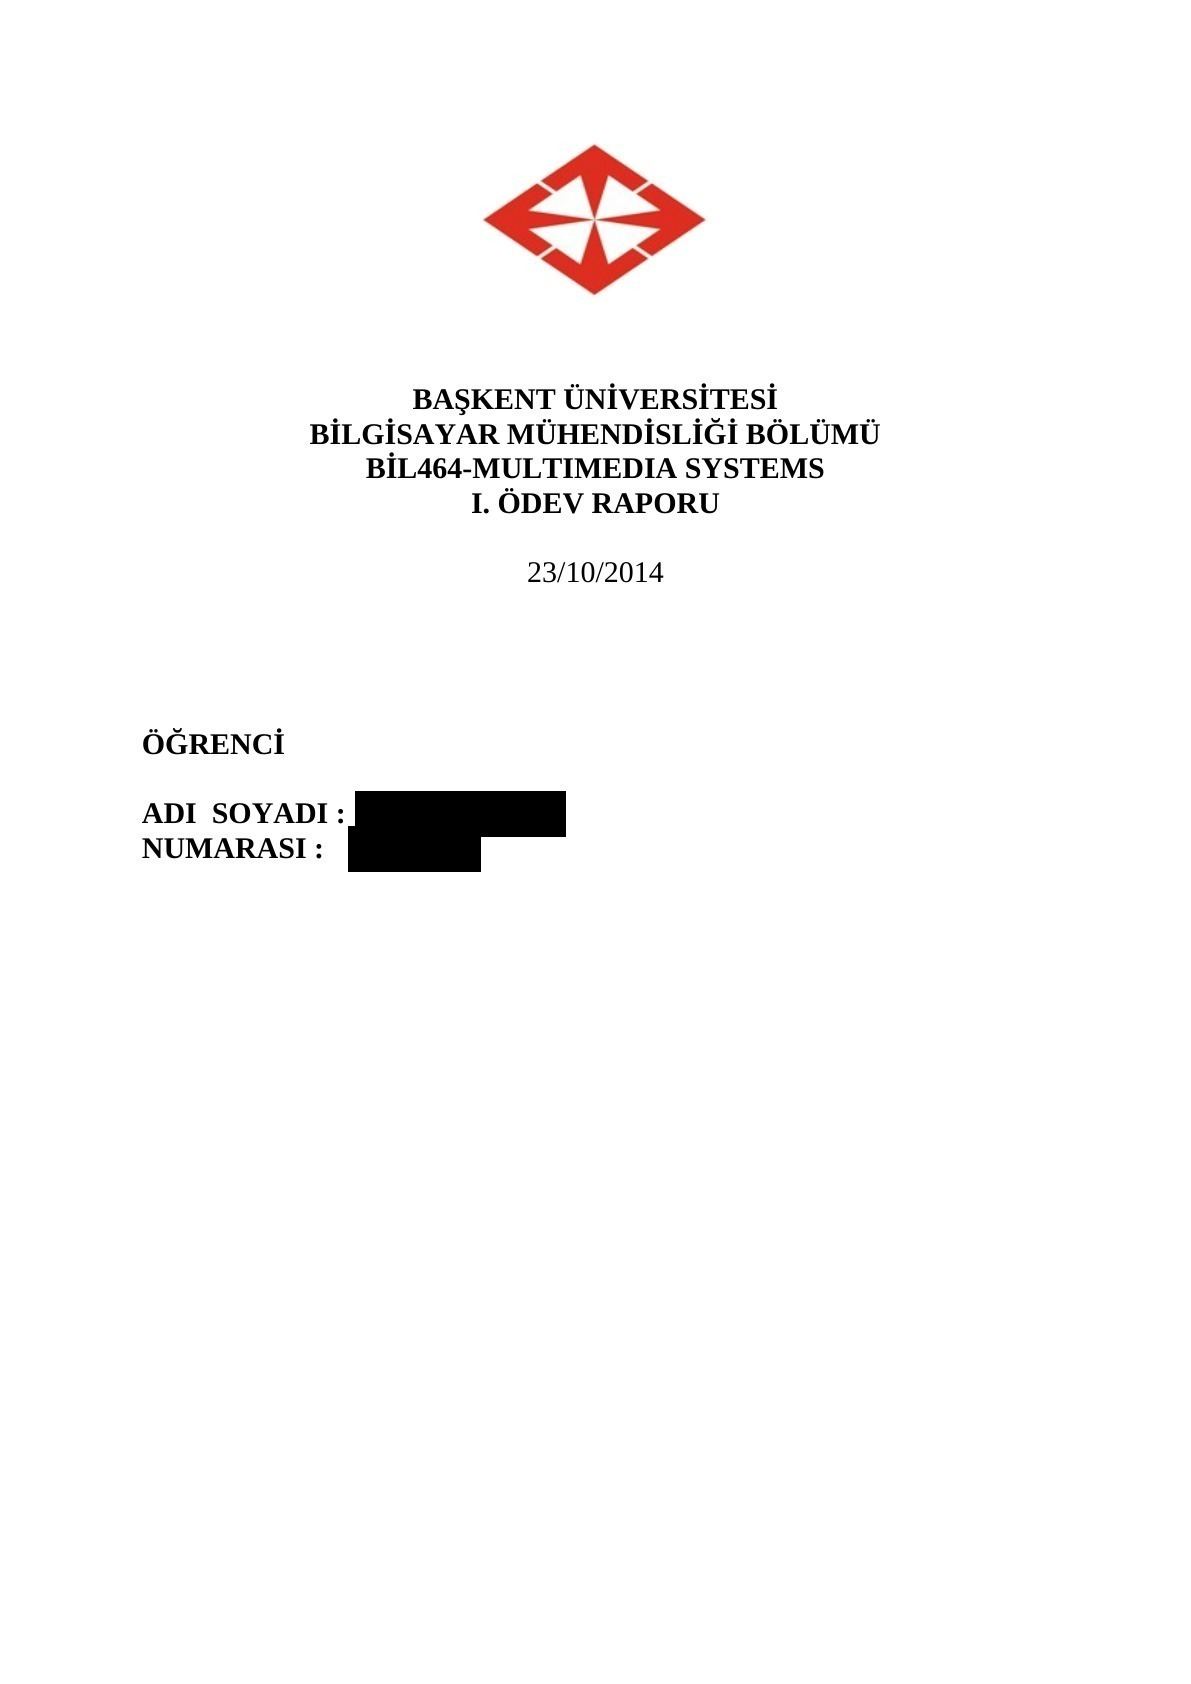 BAŞKENT ÜNİVERSİTESİ
BİLGİSAYAR MÜHENDİSLİĞİ BÖLÜMÜ
BİL464-MULTIMEDIA SYSTEMS
I. ÖDEV RAPORU
23/10/2014
ÖĞRENCİ
ADI SOYADI :
NUMARASI :